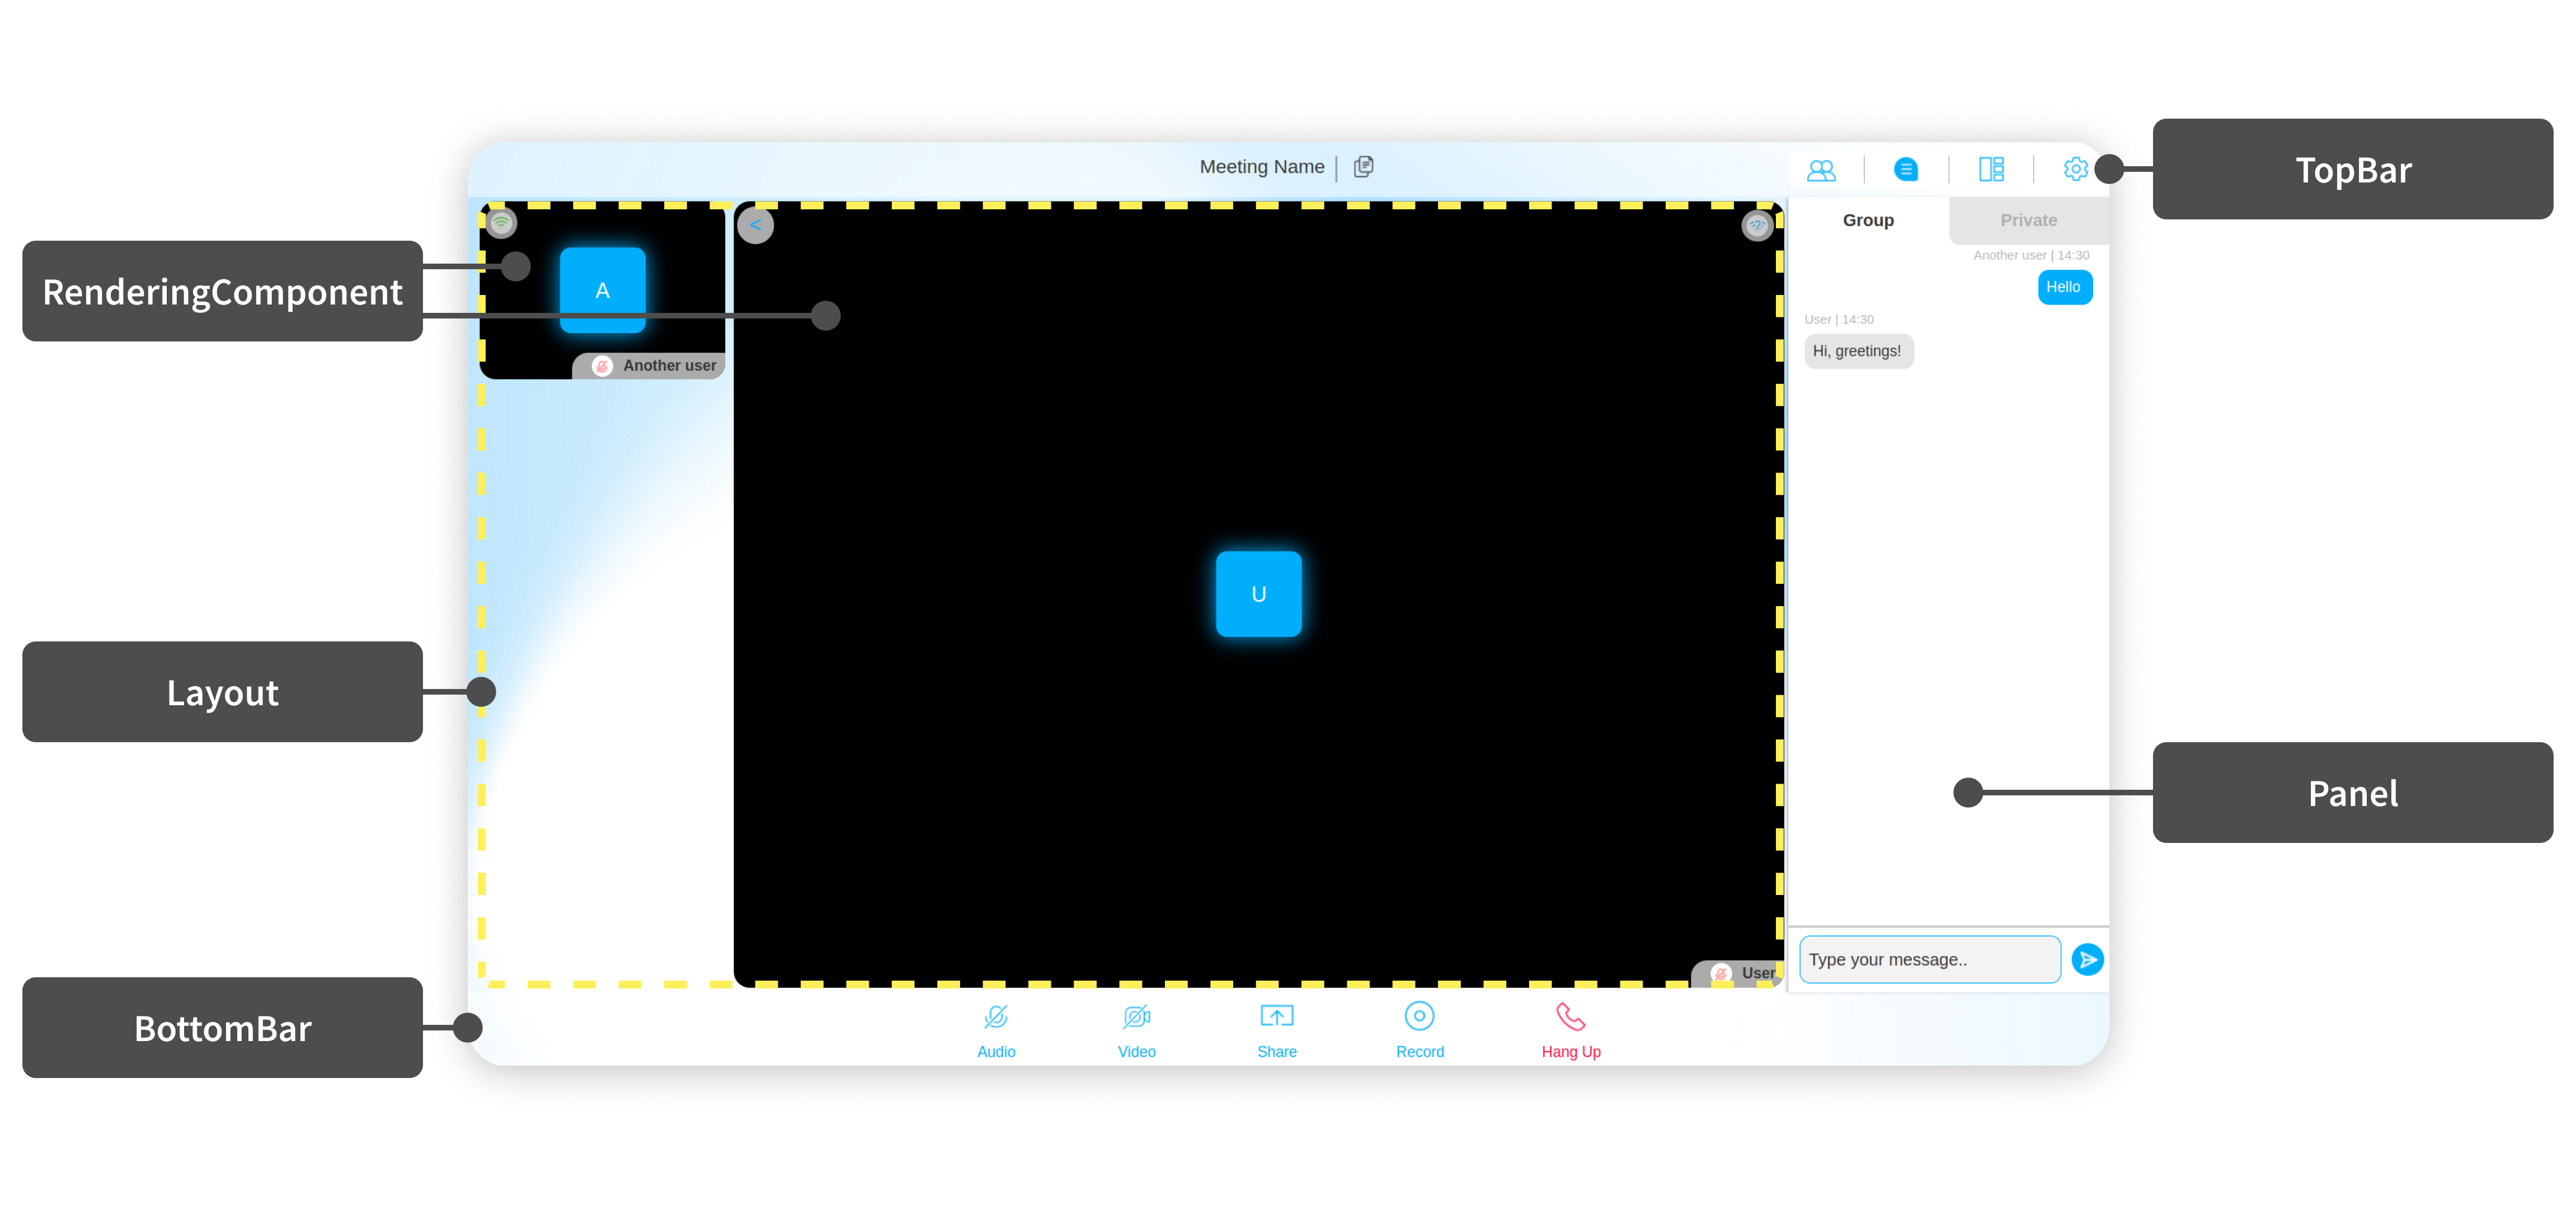 Meeting Name
TopBar
RenderingComponent
<
A
Another user
Group
Private
Another user | 14:30
Hello
User | 14:30
Hi, greetings!
U
Layout
Panel
Type your message..
User
BottomBar
Audio
Video
Share
Record
Hang Up